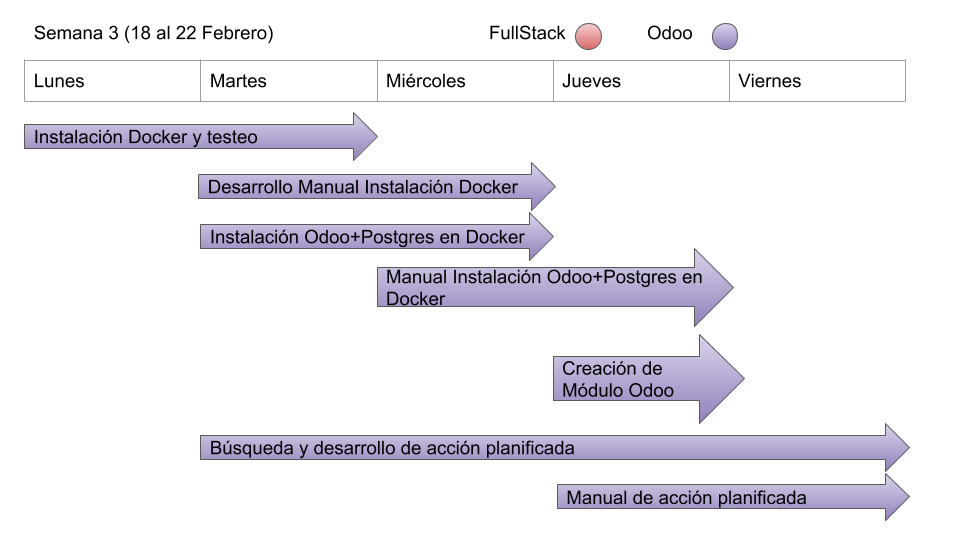 Semana 3 (18 al 22 Febrero)
FullStack
Odoo
Lunes
Martes
Miércoles
Jueves
Viernes
Instalación Docker y testeo
Desarrollo Manual Instalación Docker
Instalación Odoo+Postgres en Docker
Manual Instalación Odoo+Postgres en
Docker
Creación de
Módulo Odoo
Búsqueda y desarrollo de acción planificada
Manual de acción planificada